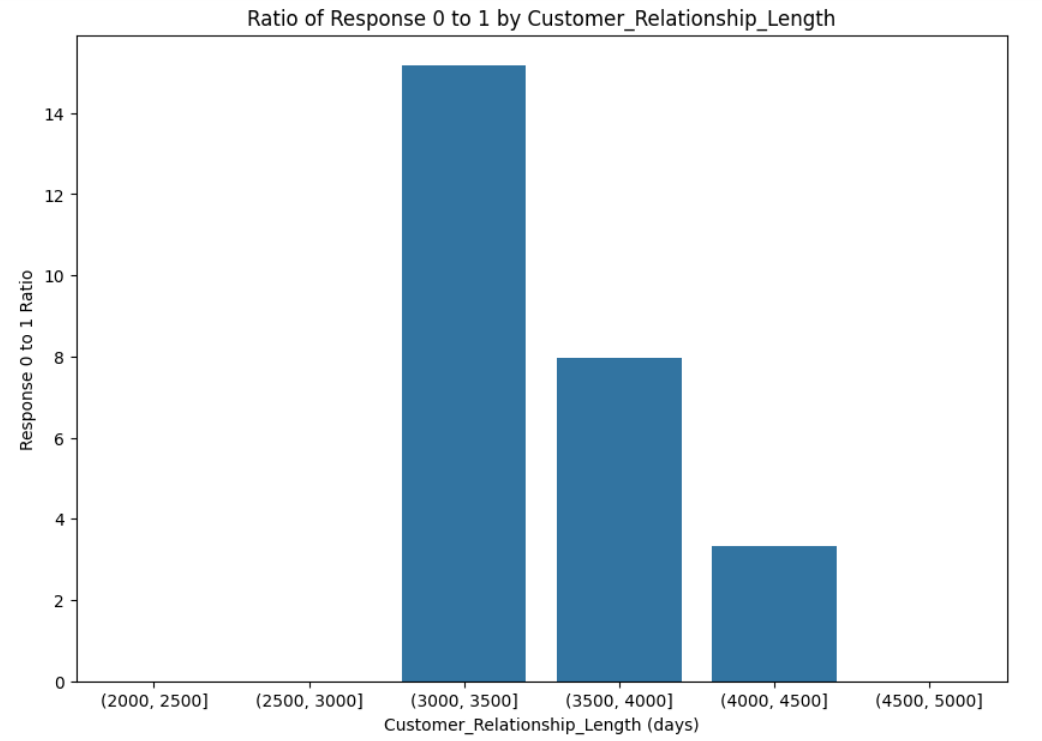 Ratio of Response 0 to 1 by Customer_Relationship_Length
14
12
10
8
6
4
2
0
Response 0 to 1 Ratio
(2000, 2500] (2500, 3000] (3000, 3500] (3500, 4000] (4000, 4500] (4500, 5000]
Customer_Relationship_Length (days)